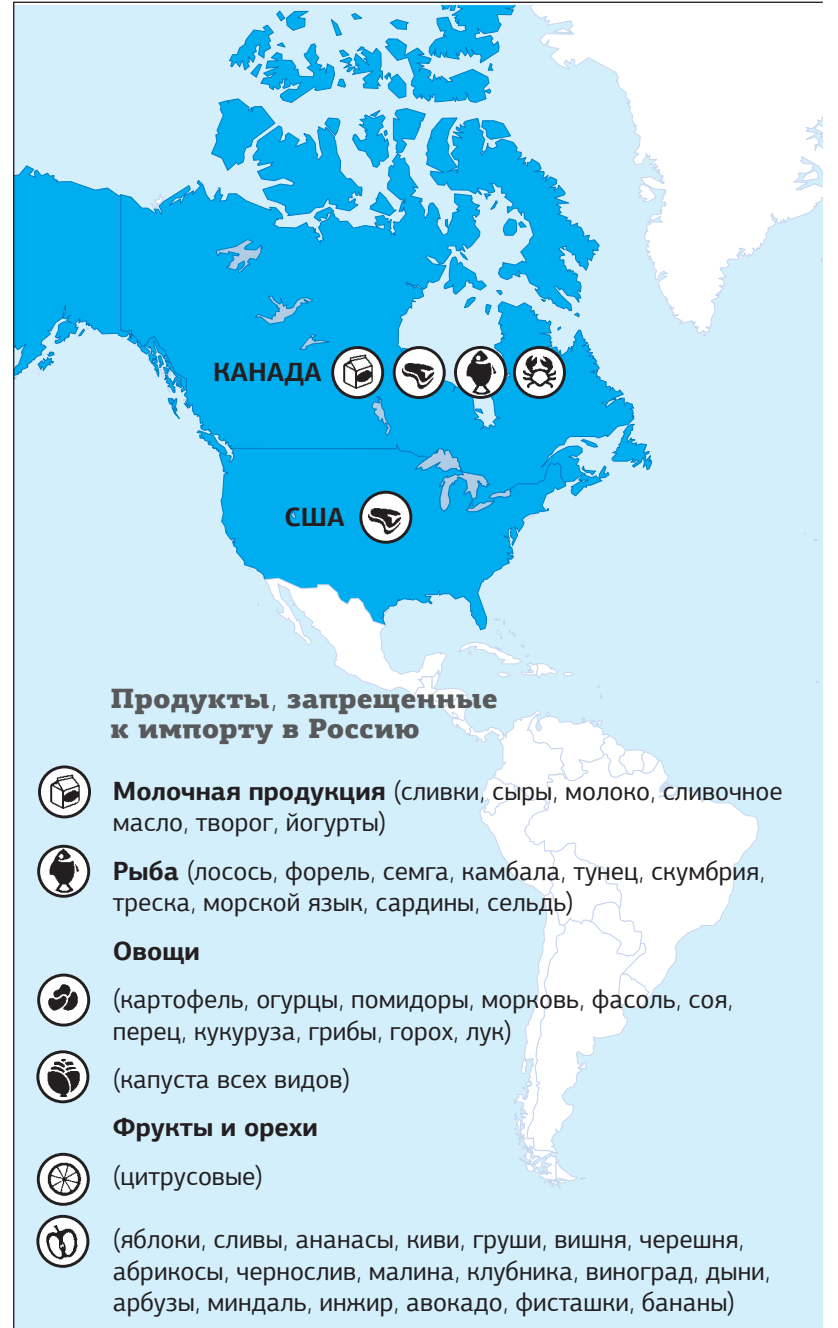 КАНАДА
США
Продукты, запрещенные
к импорту в Россию
Молочная продукция (сливки, сыры, молоко, сливочное
масло, творог, йогурты)
Рыба (лосось, форель, семга, камбала, тунец, скумбрия,
треска, морской язык, сардины, сельдь)
Овощи
(картофель, огурцы, помидоры, морковь, фасоль, соя,
перец, кукуруза, грибы, горох, лук)
(капуста всех видов)
Фрукты и орехи
(цитрусовые)
(яблоки, сливы, ананасы, киви, груши, вишня, черешня,
абрикосы, чернослив, малина, клубника, виноград, дыни,
арбузы, миндаль, инжир, авокадо, фисташки, бананы)